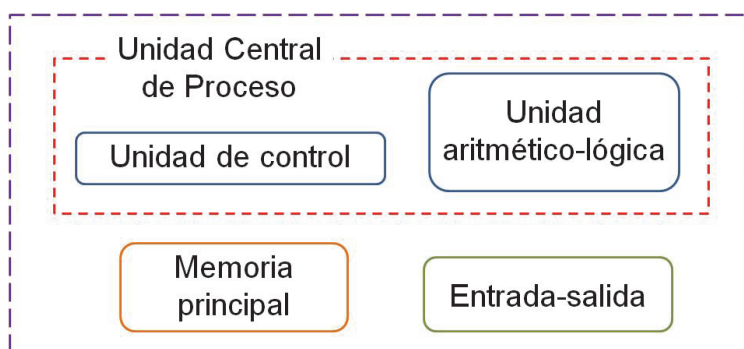 Unidad Central
de Proceso
Unidad de control
Unidad
aritmético-lógica
Memoria
principal
Entrada-salida